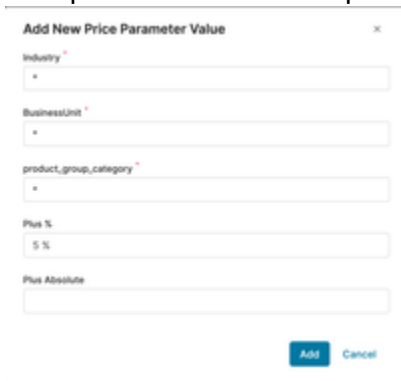 Add New Price Parameter Value ×
Industry *
*
BusinessUnit *
*
product_group_category *
*
Plus %
5 %
Plus Absolute
Add Cancel